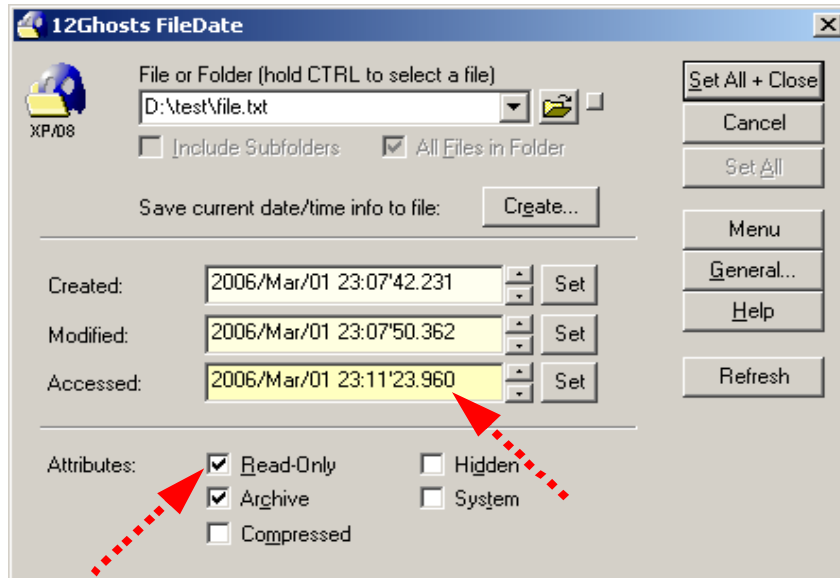 12Ghosts FileDate
File or Folder (hold CTRL to select a file)
D:\test\file.txt
XP/08
Include Subfolders
All Files in Folder
Save current date/time info to file:
Create...
Created:
2006/Mar/01 23:07'42.231
Set
Modified:
2006/Mar/01 23:07'50.362
Set
Accessed:
2006/Mar/01 23:11'23.960
Set
Attributes:
Read-Only
Hidden
Archive
System
Compressed
Set All + Close
Cancel
Set All
Menu
General...
Help
Refresh